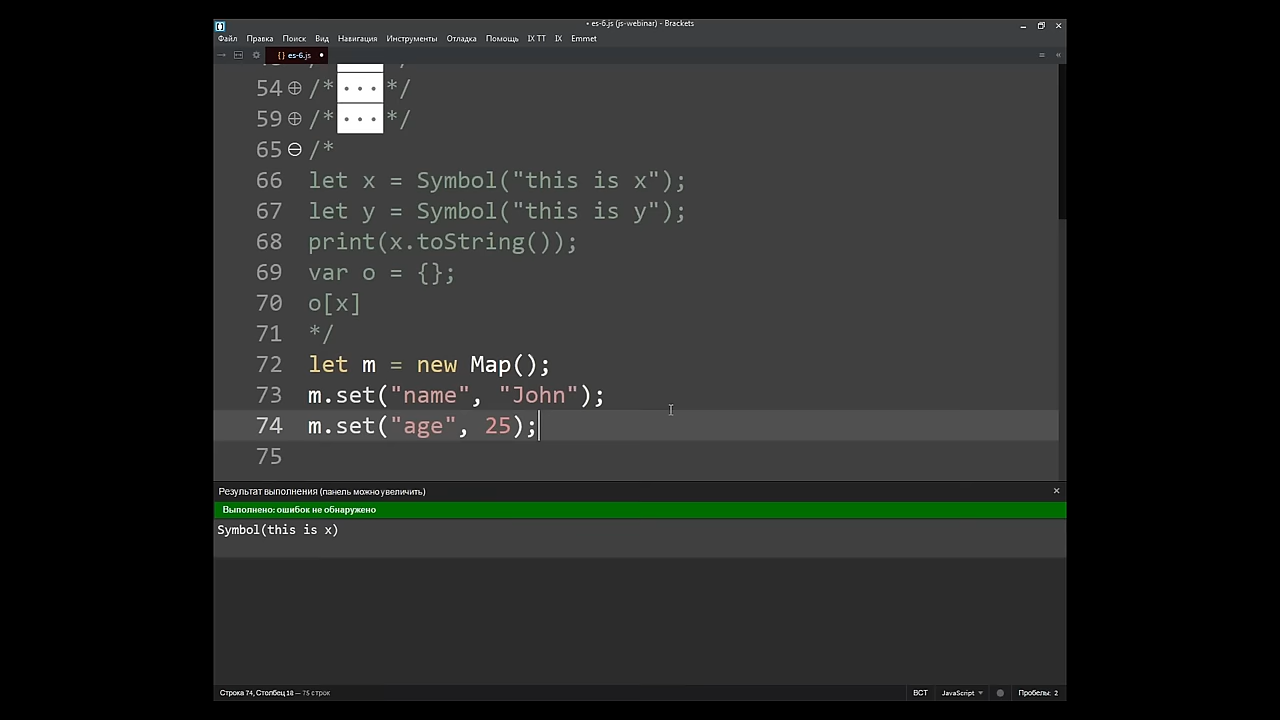 • es-6.js (js-webinar) - Brackets
Файл Правка Поиск Вид Навигация Инструменты Отладка Помощь IX TT IX Emmet
{ } es-6.js •
54 /*...*/
59 /*...*/
65 /*
66 let x = Symbol("this is x");
67 let y = Symbol("this is y");
68 print(x.toString());
69 var o = {};
70 o[x]
71 */
72 let m = new Map();
73 m.set("name", "John");
74 m.set("age", 25);
75
Результат выполнения (панель можно увеличить)
Выполнено: ошибок не обнаружено
Symbol(this is x)
Строка 74, Столбец 18 — 75 строк ВСТ JavaScript Пробелы: 2